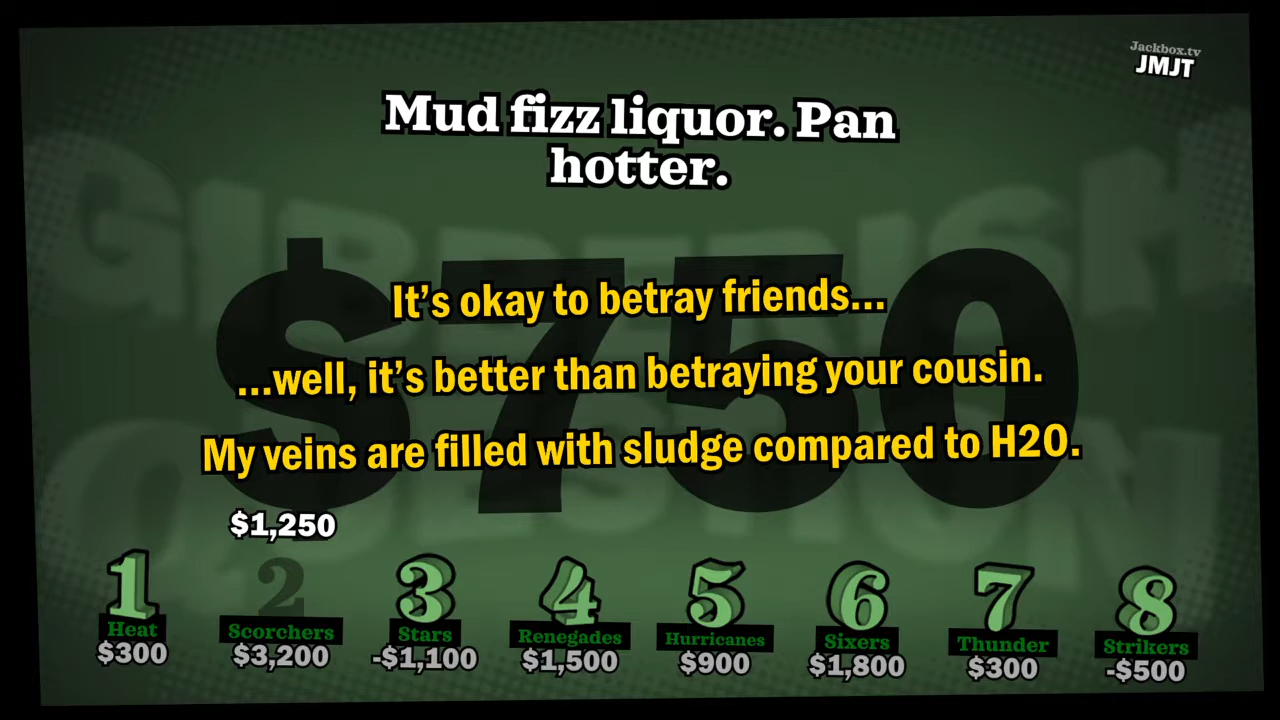 Jackbox.tv
JMJT
Mud fizz liquor. Pan
hotter.
GIBBERISH
QUESTION
$750
It's okay to betray friends...
...well, it's better than betraying your cousin.
My veins are filled with sludge compared to H2O.
$1,250
1 2 3 4 5 6 7 8
Heat Scorchers Stars Renegades Hurricanes Sixers Thunder Strikers
$300 $3,200 -$1,100 $1,500 $900 $1,800 $300 -$500